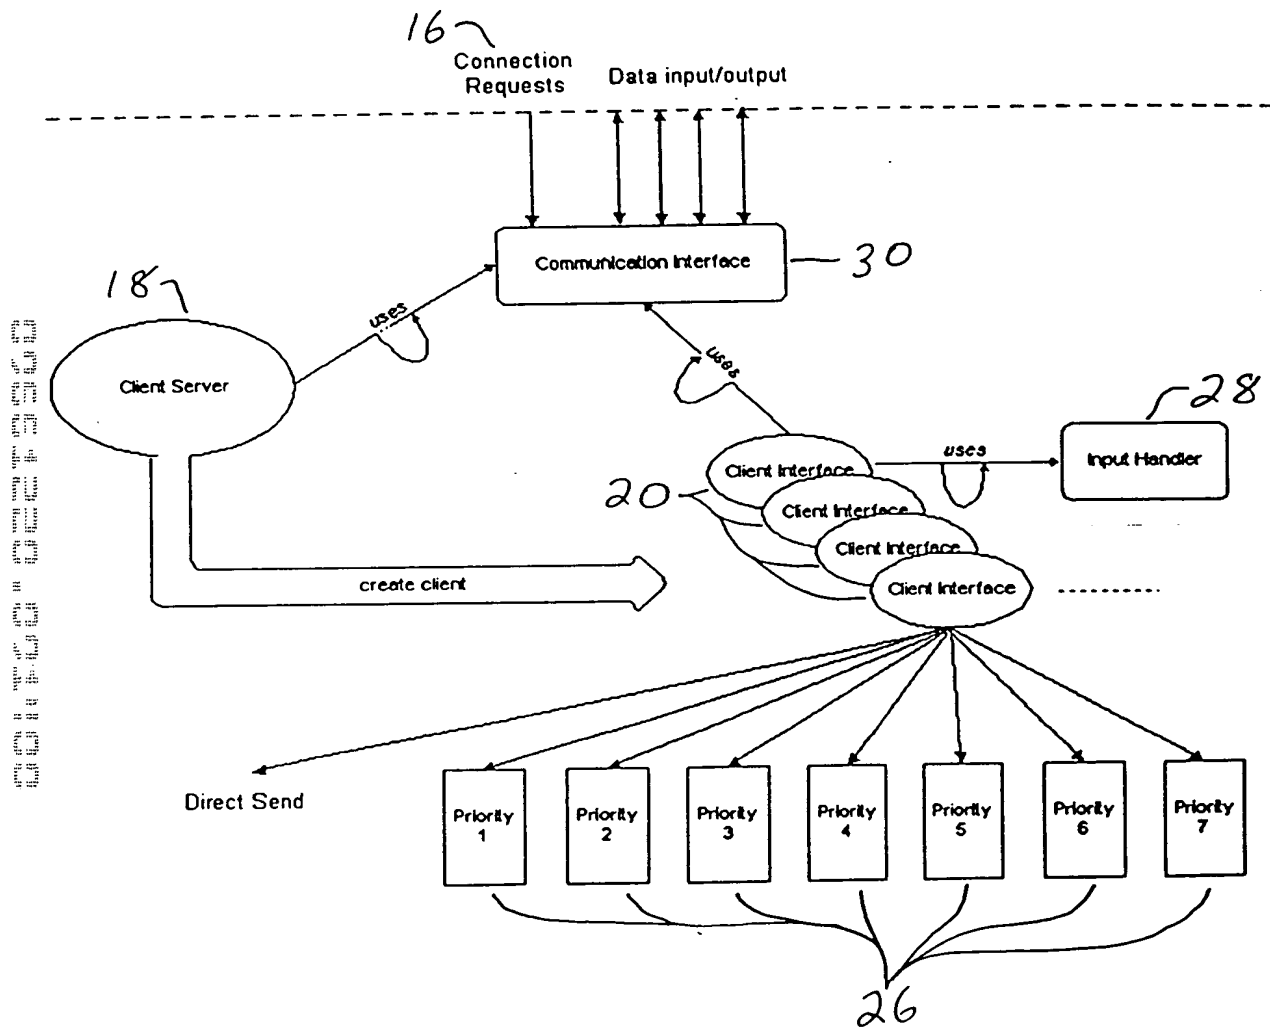 16
Connection
Requests
Data input/output
Communication Interface
30
18
uses
Client Server
uses
28
Client Interface
uses
Input Handler
20
Client Interface
Client Interface
create client
Client Interface
Direct Send
Priority
1
Priority
2
Priority
3
Priority
4
Priority
5
Priority
6
Priority
7
26